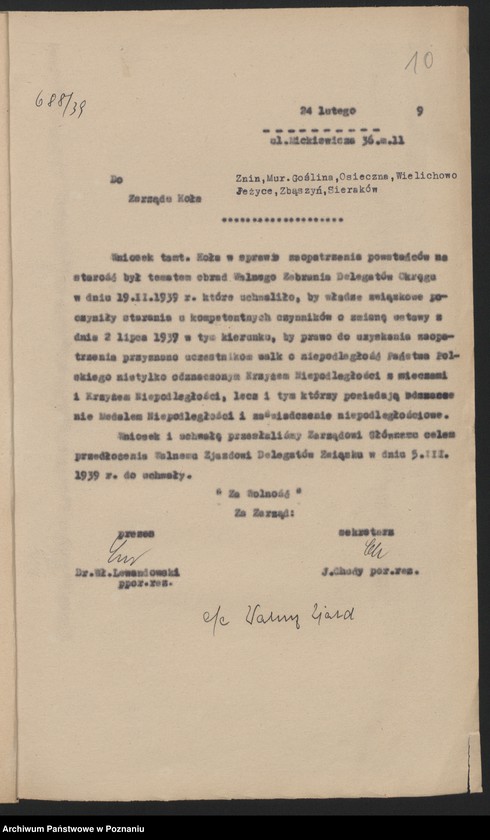 10
688/39
24 lutego 9
ul.Mickiewicza 36.m.11
Do Znin,Mur.Goślina,Osieczna,Wielichowo
Jeżyce,Zbąszyń,Sieraków
Zarządu Koła
Wniosek tamt. Koła w sprawie zaopatrzenia powstańców na
starość był tematem obrad Walnego Zebrania Delegatów Okręgu
w dniu 19.II.1939 r. które uchwaliło, by władze związkowe po-
czyniły starania u kompetentnych czynników o zmianę ustawy z
dnia 2 lipca 1937 w tym kierunku, by prawo do uzyskania zaopa-
trzenia przyznano uczestnikom walk o niepodległość Państwa Pol-
skiego nietylko odznaczonym Krzyżem Niepodległości z mieczami
i Krzyżem Niepodległości, lecz i tym którzy posiadają odznacze
nie Medalem Niepodległości i zaświadczenie niepodległościowe.
Wniosek i uchwałę przesłaliśmy Zarządowi Głównemu celem
przedłożenia Walnemu Zjazdowi Delegatów Związku w dniu 5.III.
1939 r. do uchwały.
" Za Wolność "
Za Zarząd:
prezes sekretarz
Dr.Wł.Lewandowski J.Chody por.rez.
ppor.rez.
a/a Walny Zjazd
Archiwum Państwowe w Poznaniu